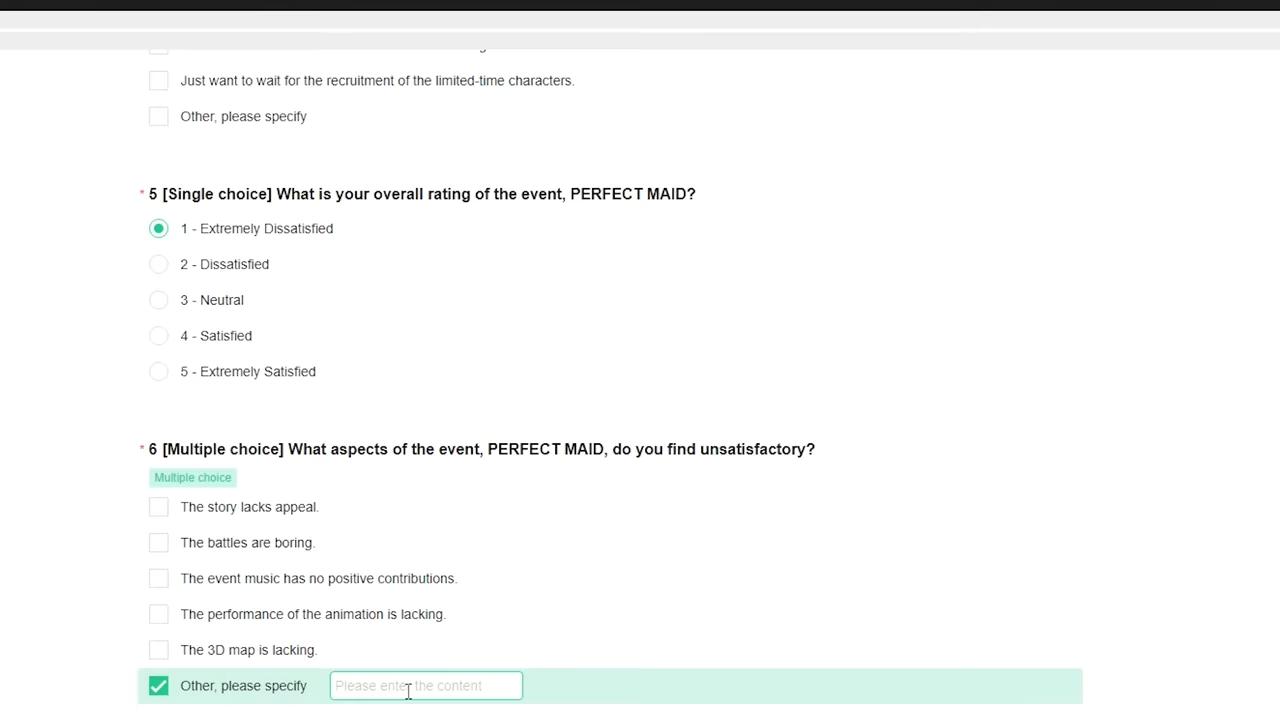 Just want to wait for the recruitment of the limited-time characters.
Other, please specify
* 5 [Single choice] What is your overall rating of the event, PERFECT MAID?
1 - Extremely Dissatisfied
2 - Dissatisfied
3 - Neutral
4 - Satisfied
5 - Extremely Satisfied
* 6 [Multiple choice] What aspects of the event, PERFECT MAID, do you find unsatisfactory?
Multiple choice
The story lacks appeal.
The battles are boring.
The event music has no positive contributions.
The performance of the animation is lacking.
The 3D map is lacking.
Other, please specify Please enter the content